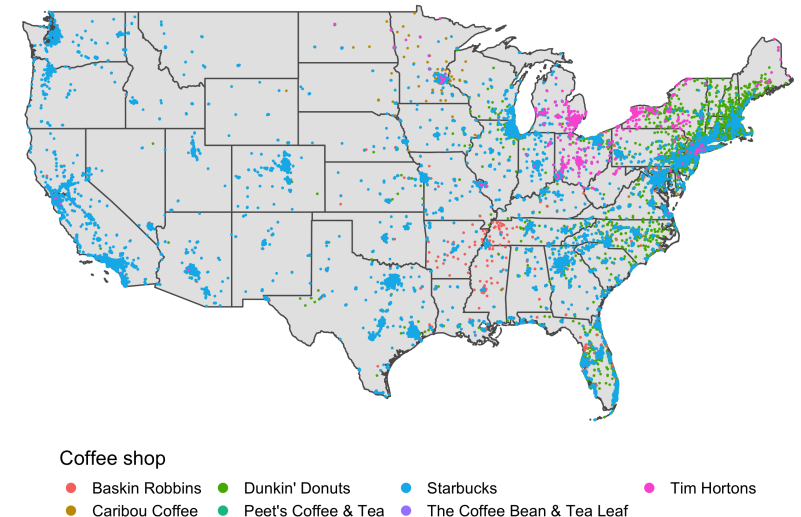 Coffee shop
Baskin Robbins Dunkin' Donuts Starbucks Tim Hortons
Caribou Coffee Peet's Coffee & Tea The Coffee Bean & Tea Leaf